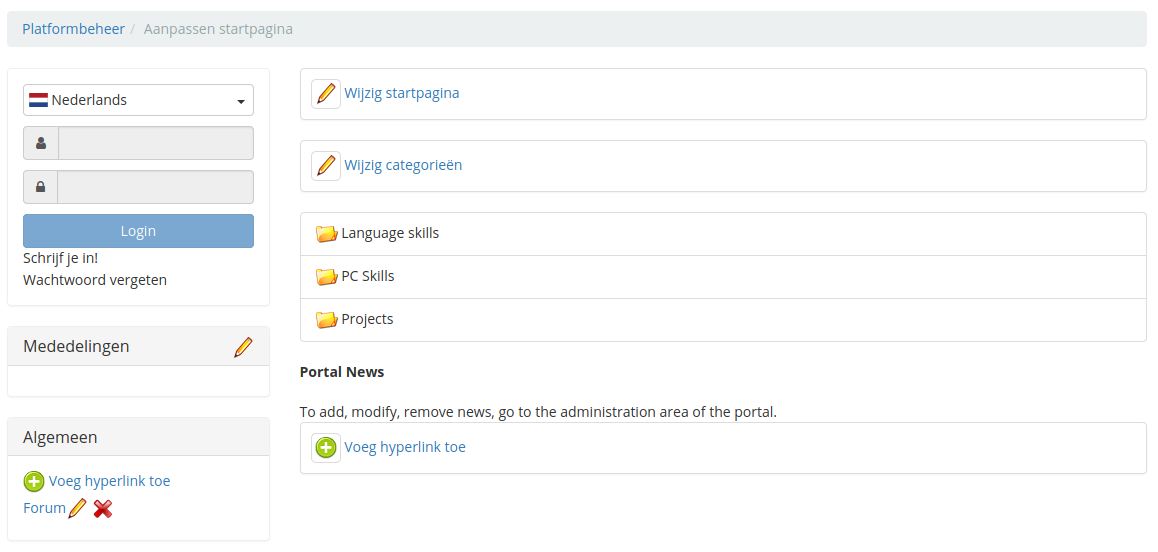 Platformbeheer / Aanpassen startpagina
Nederlands
Login
Schrijf je in!
Wachtwoord vergeten
Mededelingen
Algemeen
Voeg hyperlink toe
Forum
Wijzig startpagina
Wijzig categorieën
Language skills
PC Skills
Projects
Portal News
To add, modify, remove news, go to the administration area of the portal.
Voeg hyperlink toe